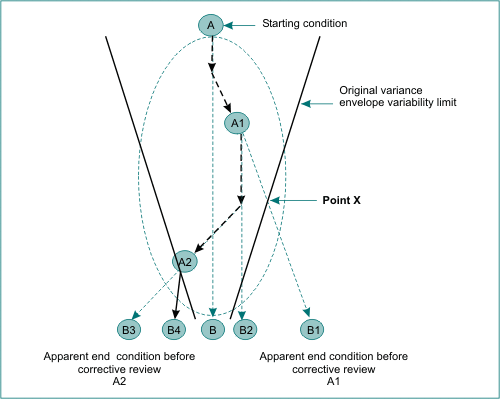 A
Starting condition
Original variance
envelope variability limit
A1
Point X
A2
B3
B4
B
B2
B1
Apparent end condition before
corrective review
A2
Apparent end condition before
corrective review
A1